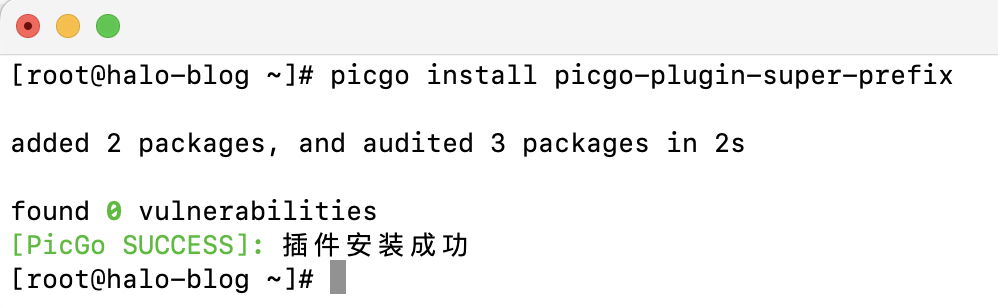 [root@halo-blog ~]# picgo install picgo-plugin-super-prefix
added 2 packages, and audited 3 packages in 2s
found 0 vulnerabilities
[PicGo SUCCESS]: 插件安装成功
[root@halo-blog ~]#